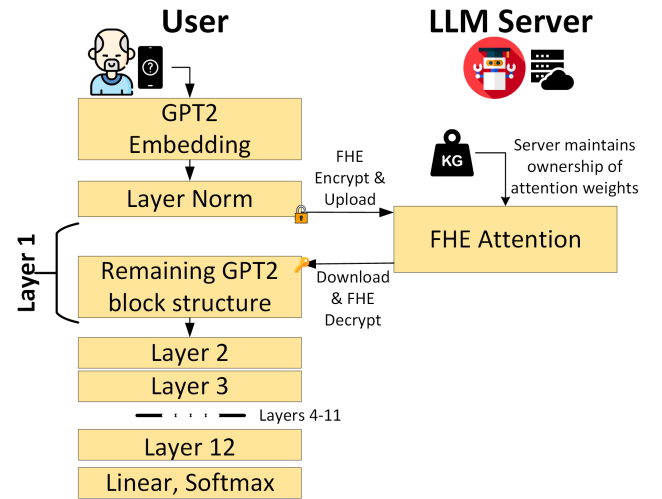 User
LLM Server
?
GPT2
Embedding
KG
Server maintains
ownership of
attention weights
FHE
Encrypt &
Upload
Layer Norm
FHE Attention
Layer 1
Remaining GPT2
block structure
Download
& FHE
Decrypt
Layer 2
Layer 3
Layers 4-11
Layer 12
Linear, Softmax